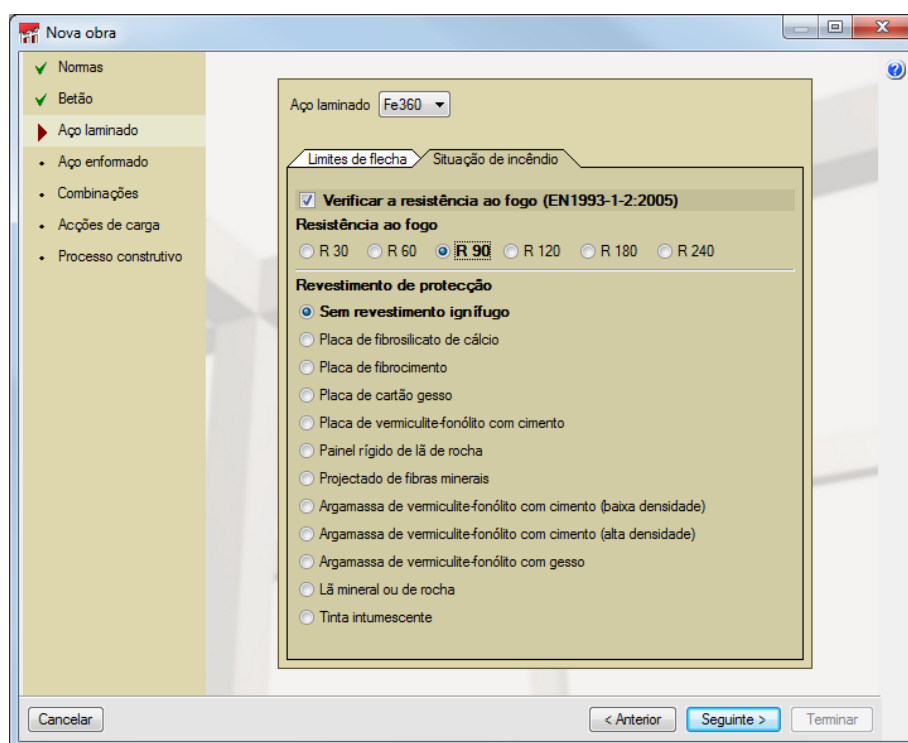 Nova obra
Normas
Betão
Aço laminado
Aço enformado
Combinações
Acções de carga
Processo construtivo
Aço laminado Fe360
Limites de flecha Situação de incêndio
Verificar a resistência ao fogo (EN1993-1-2:2005)
Resistência ao fogo
R 30 R 60 R 90 R 120 R 180 R 240
Revestimento de protecção
Sem revestimento ignífugo
Placa de fibrosilicato de cálcio
Placa de fibrocimento
Placa de cartão gesso
Placa de vermiculite-fonólito com cimento
Painel rígido de lã de rocha
Projectado de fibras minerais
Argamassa de vermiculite-fonólito com cimento (baixa densidade)
Argamassa de vermiculite-fonólito com cimento (alta densidade)
Argamassa de vermiculite-fonólito com gesso
Lã mineral ou de rocha
Tinta intumescente
Cancelar < Anterior Seguinte > Terminar